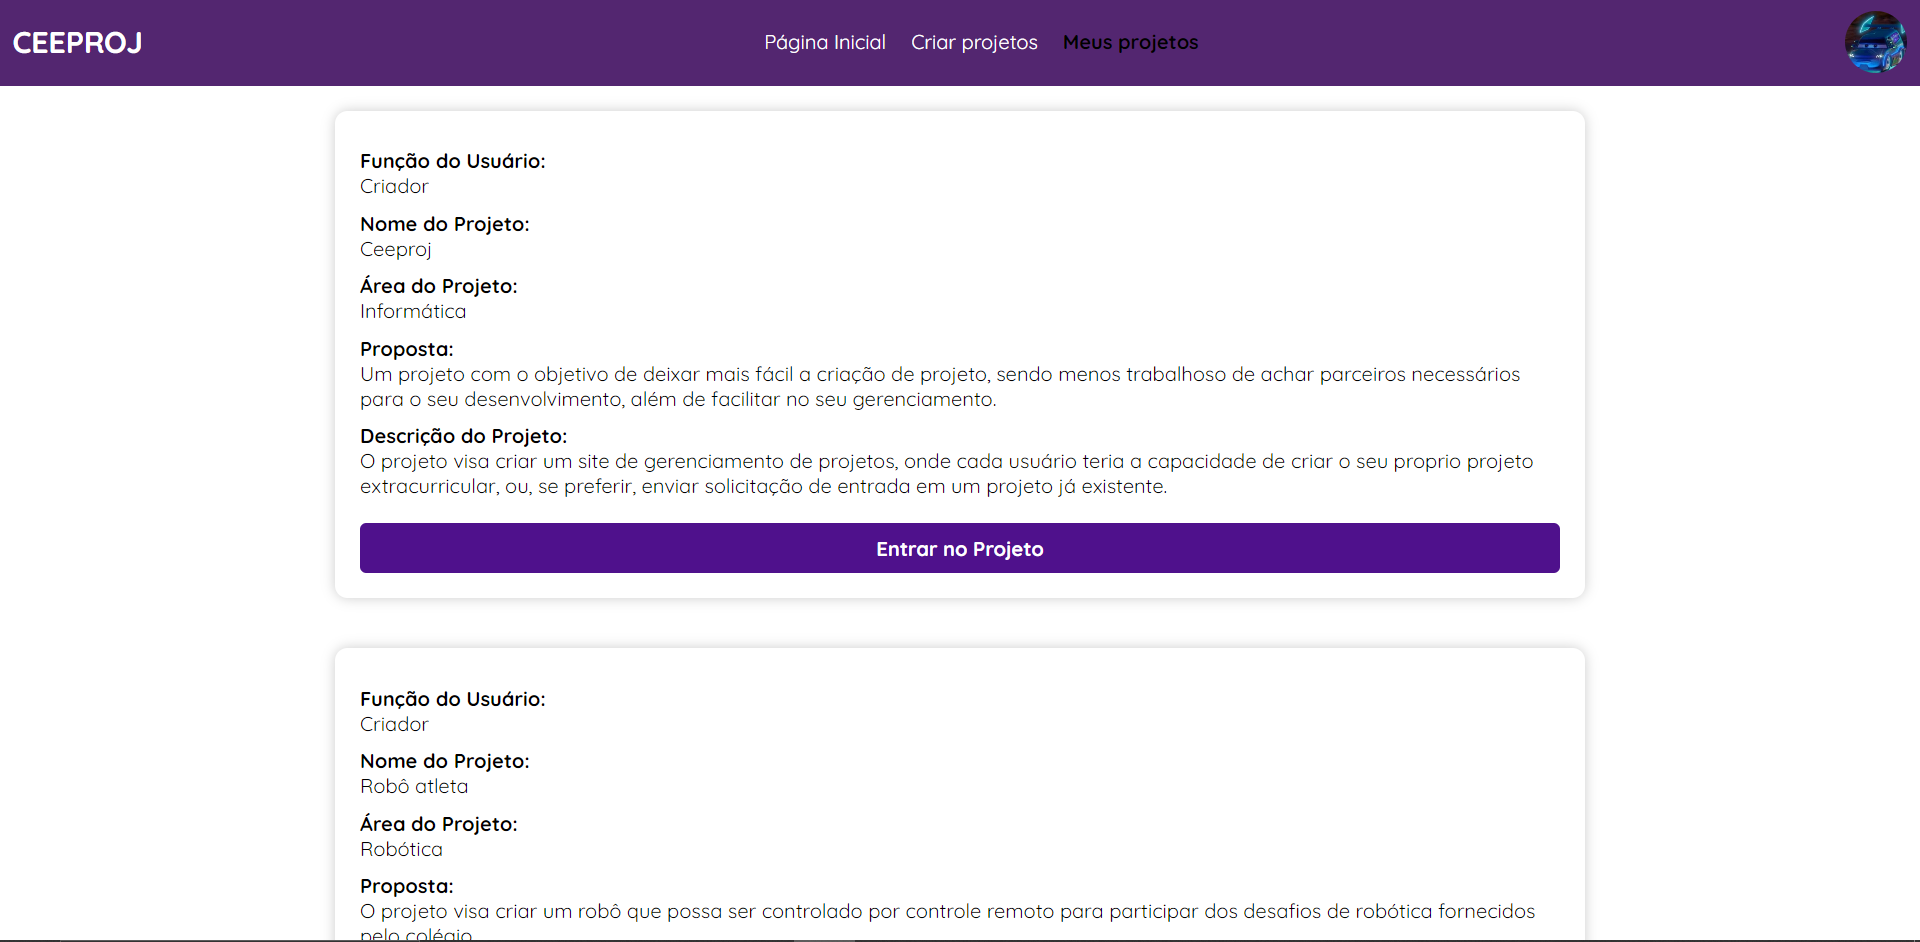 CEEPROJ
Página Inicial
Criar projetos
Meus projetos
Função do Usuário:
Criador
Nome do Projeto:
Ceeproj
Área do Projeto:
Informática
Proposta:
Um projeto com o objetivo de deixar mais fácil a criação de projeto, sendo menos trabalhoso de achar parceiros necessários
para o seu desenvolvimento, além de facilitar no seu gerenciamento.
Descrição do Projeto:
O projeto visa criar um site de gerenciamento de projetos, onde cada usuário teria a capacidade de criar o seu proprio projeto
extracurricular, ou, se preferir, enviar solicitação de entrada em um projeto já existente.
Entrar no Projeto
Função do Usuário:
Criador
Nome do Projeto:
Robô atleta
Área do Projeto:
Robótica
Proposta:
O projeto visa criar um robô que possa ser controlado por controle remoto para participar dos desafios de robótica fornecidos
pelo colégio